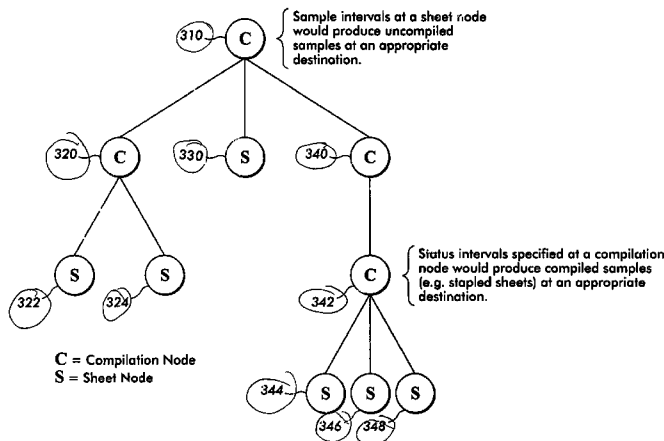 310
C
Sample intervals at a sheet node
would produce uncompiled
samples at an appropriate
destination.
320
C
330
S
340
C
322
S
324
S
342
C
Status intervals specified at a compilation
node would produce compiled samples
(e.g. stapled sheets) at an appropriate
destination.
C = Compilation Node
S = Sheet Node
344
S
S
S
346
348